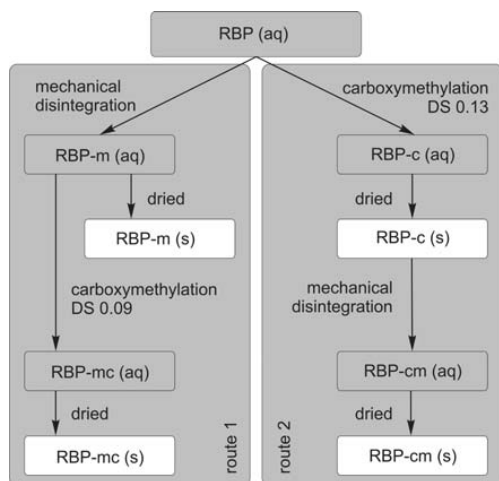 RBP (aq)
mechanical
disintegration
RBP-m (aq)
dried
RBP-m (s)
carboxymethylation
DS 0.09
RBP-mc (aq)
dried
RBP-mc (s)
route 1
carboxymethylation
DS 0.13
RBP-c (aq)
dried
RBP-c (s)
mechanical
disintegration
RBP-cm (aq)
dried
RBP-cm (s)
route 2